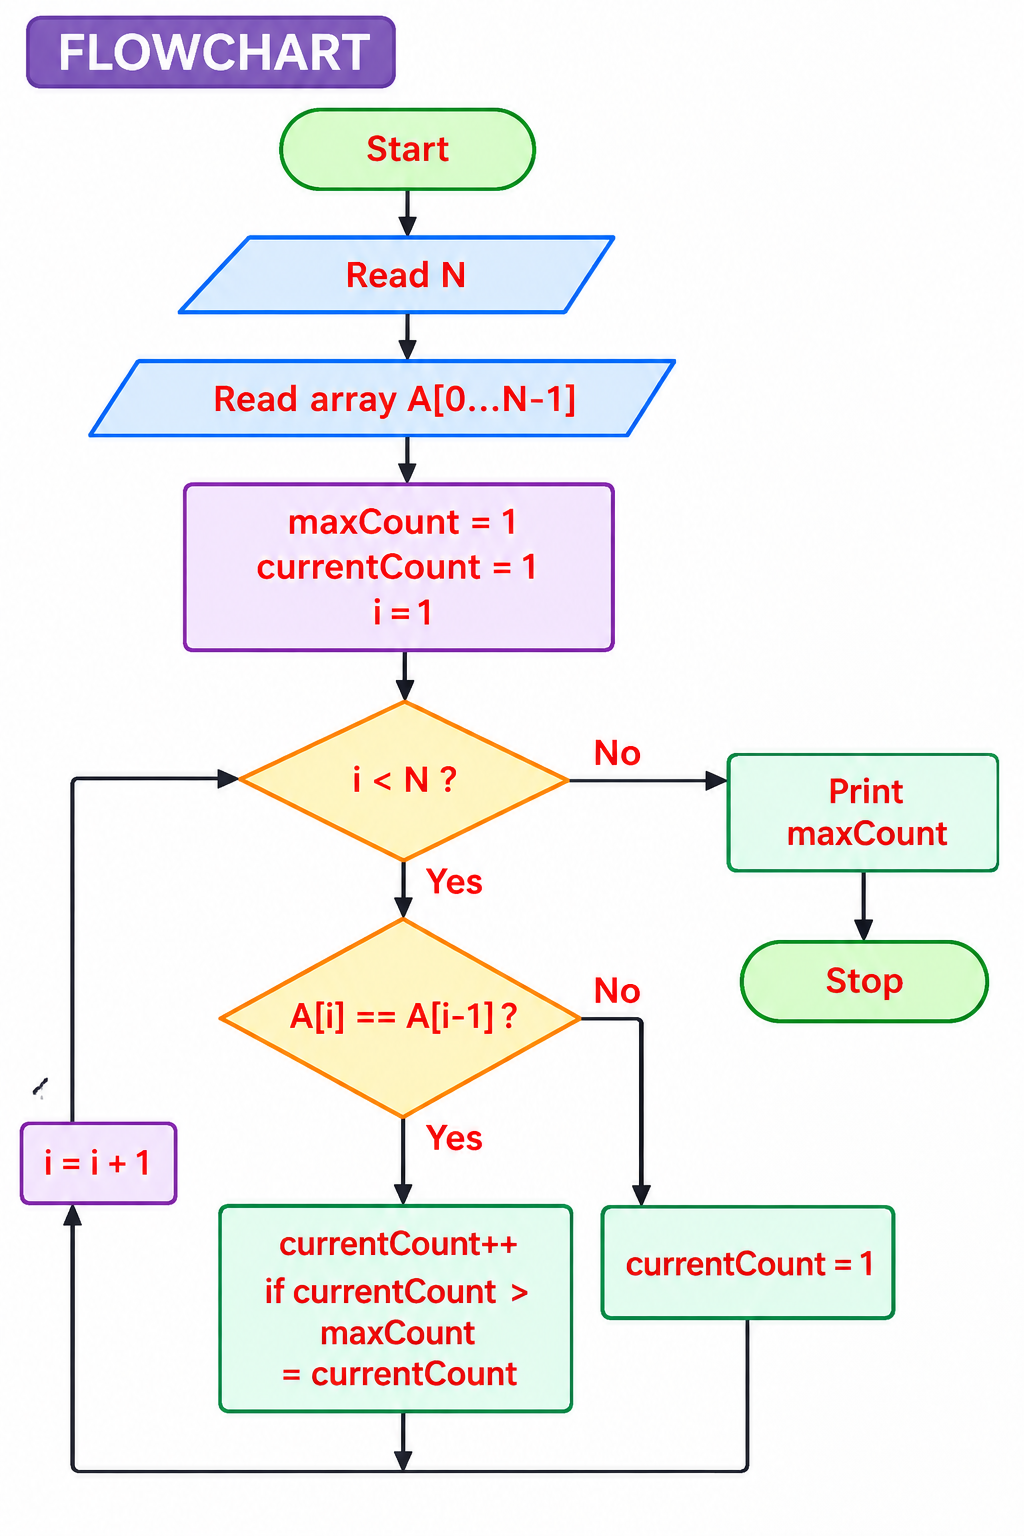 FLOWCHART
Start
Read N
Read array A[0...N-1]
maxCount = 1
currentCount = 1
i = 1
i < N ?
No
Print
maxCount
Yes
Stop
A[i] == A[i-1] ?
No
Yes
i = i + 1
currentCount++
if currentCount >
maxCount
= currentCount
currentCount = 1